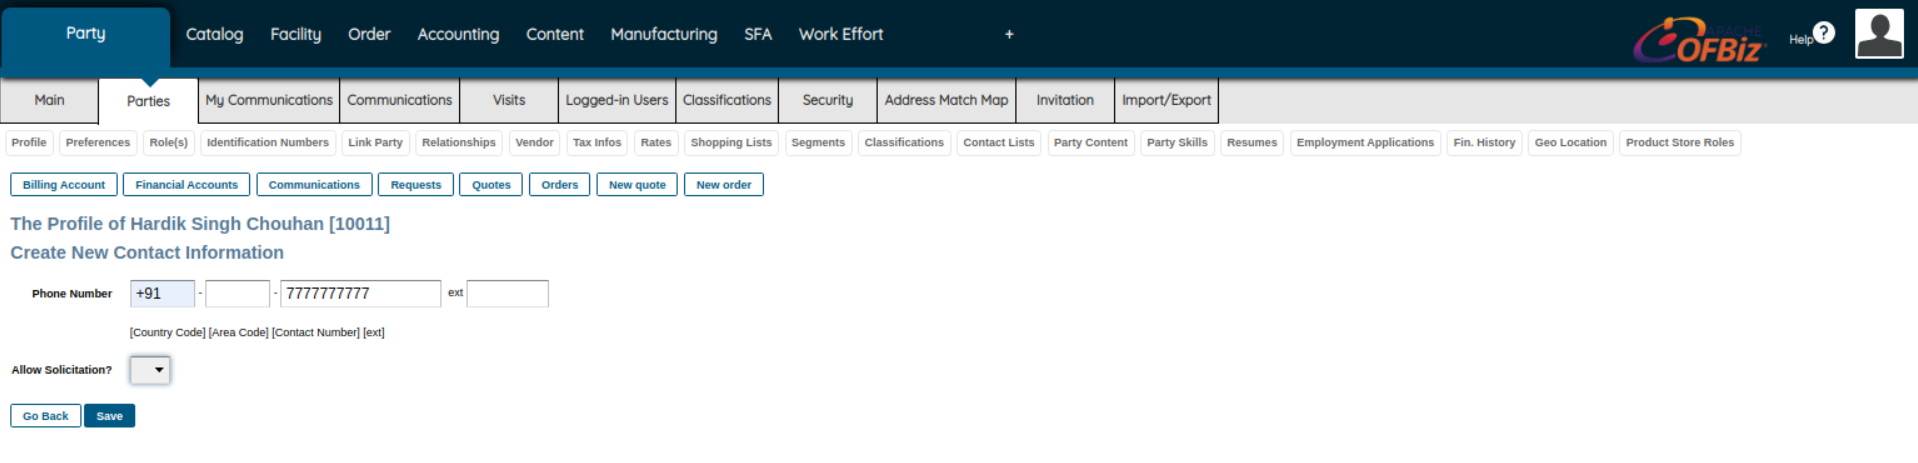 Party Catalog Facility Order Accounting Content Manufacturing SFA Work Effort + APACHE OFBiz Help ?
Main Parties My Communications Communications Visits Logged-in Users Classifications Security Address Match Map Invitation Import/Export
Profile Preferences Role(s) Identification Numbers Link Party Relationships Vendor Tax Infos Rates Shopping Lists Segments Classifications Contact Lists Party Content Party Skills Resumes Employment Applications Fin. History Geo Location Product Store Roles
Billing Account Financial Accounts Communications Requests Quotes Orders New quote New order
The Profile of Hardik Singh Chouhan [10011]
Create New Contact Information
Phone Number +91 - - 7777777777 ext
[Country Code] [Area Code] [Contact Number] [ext]
Allow Solicitation?
Go Back Save